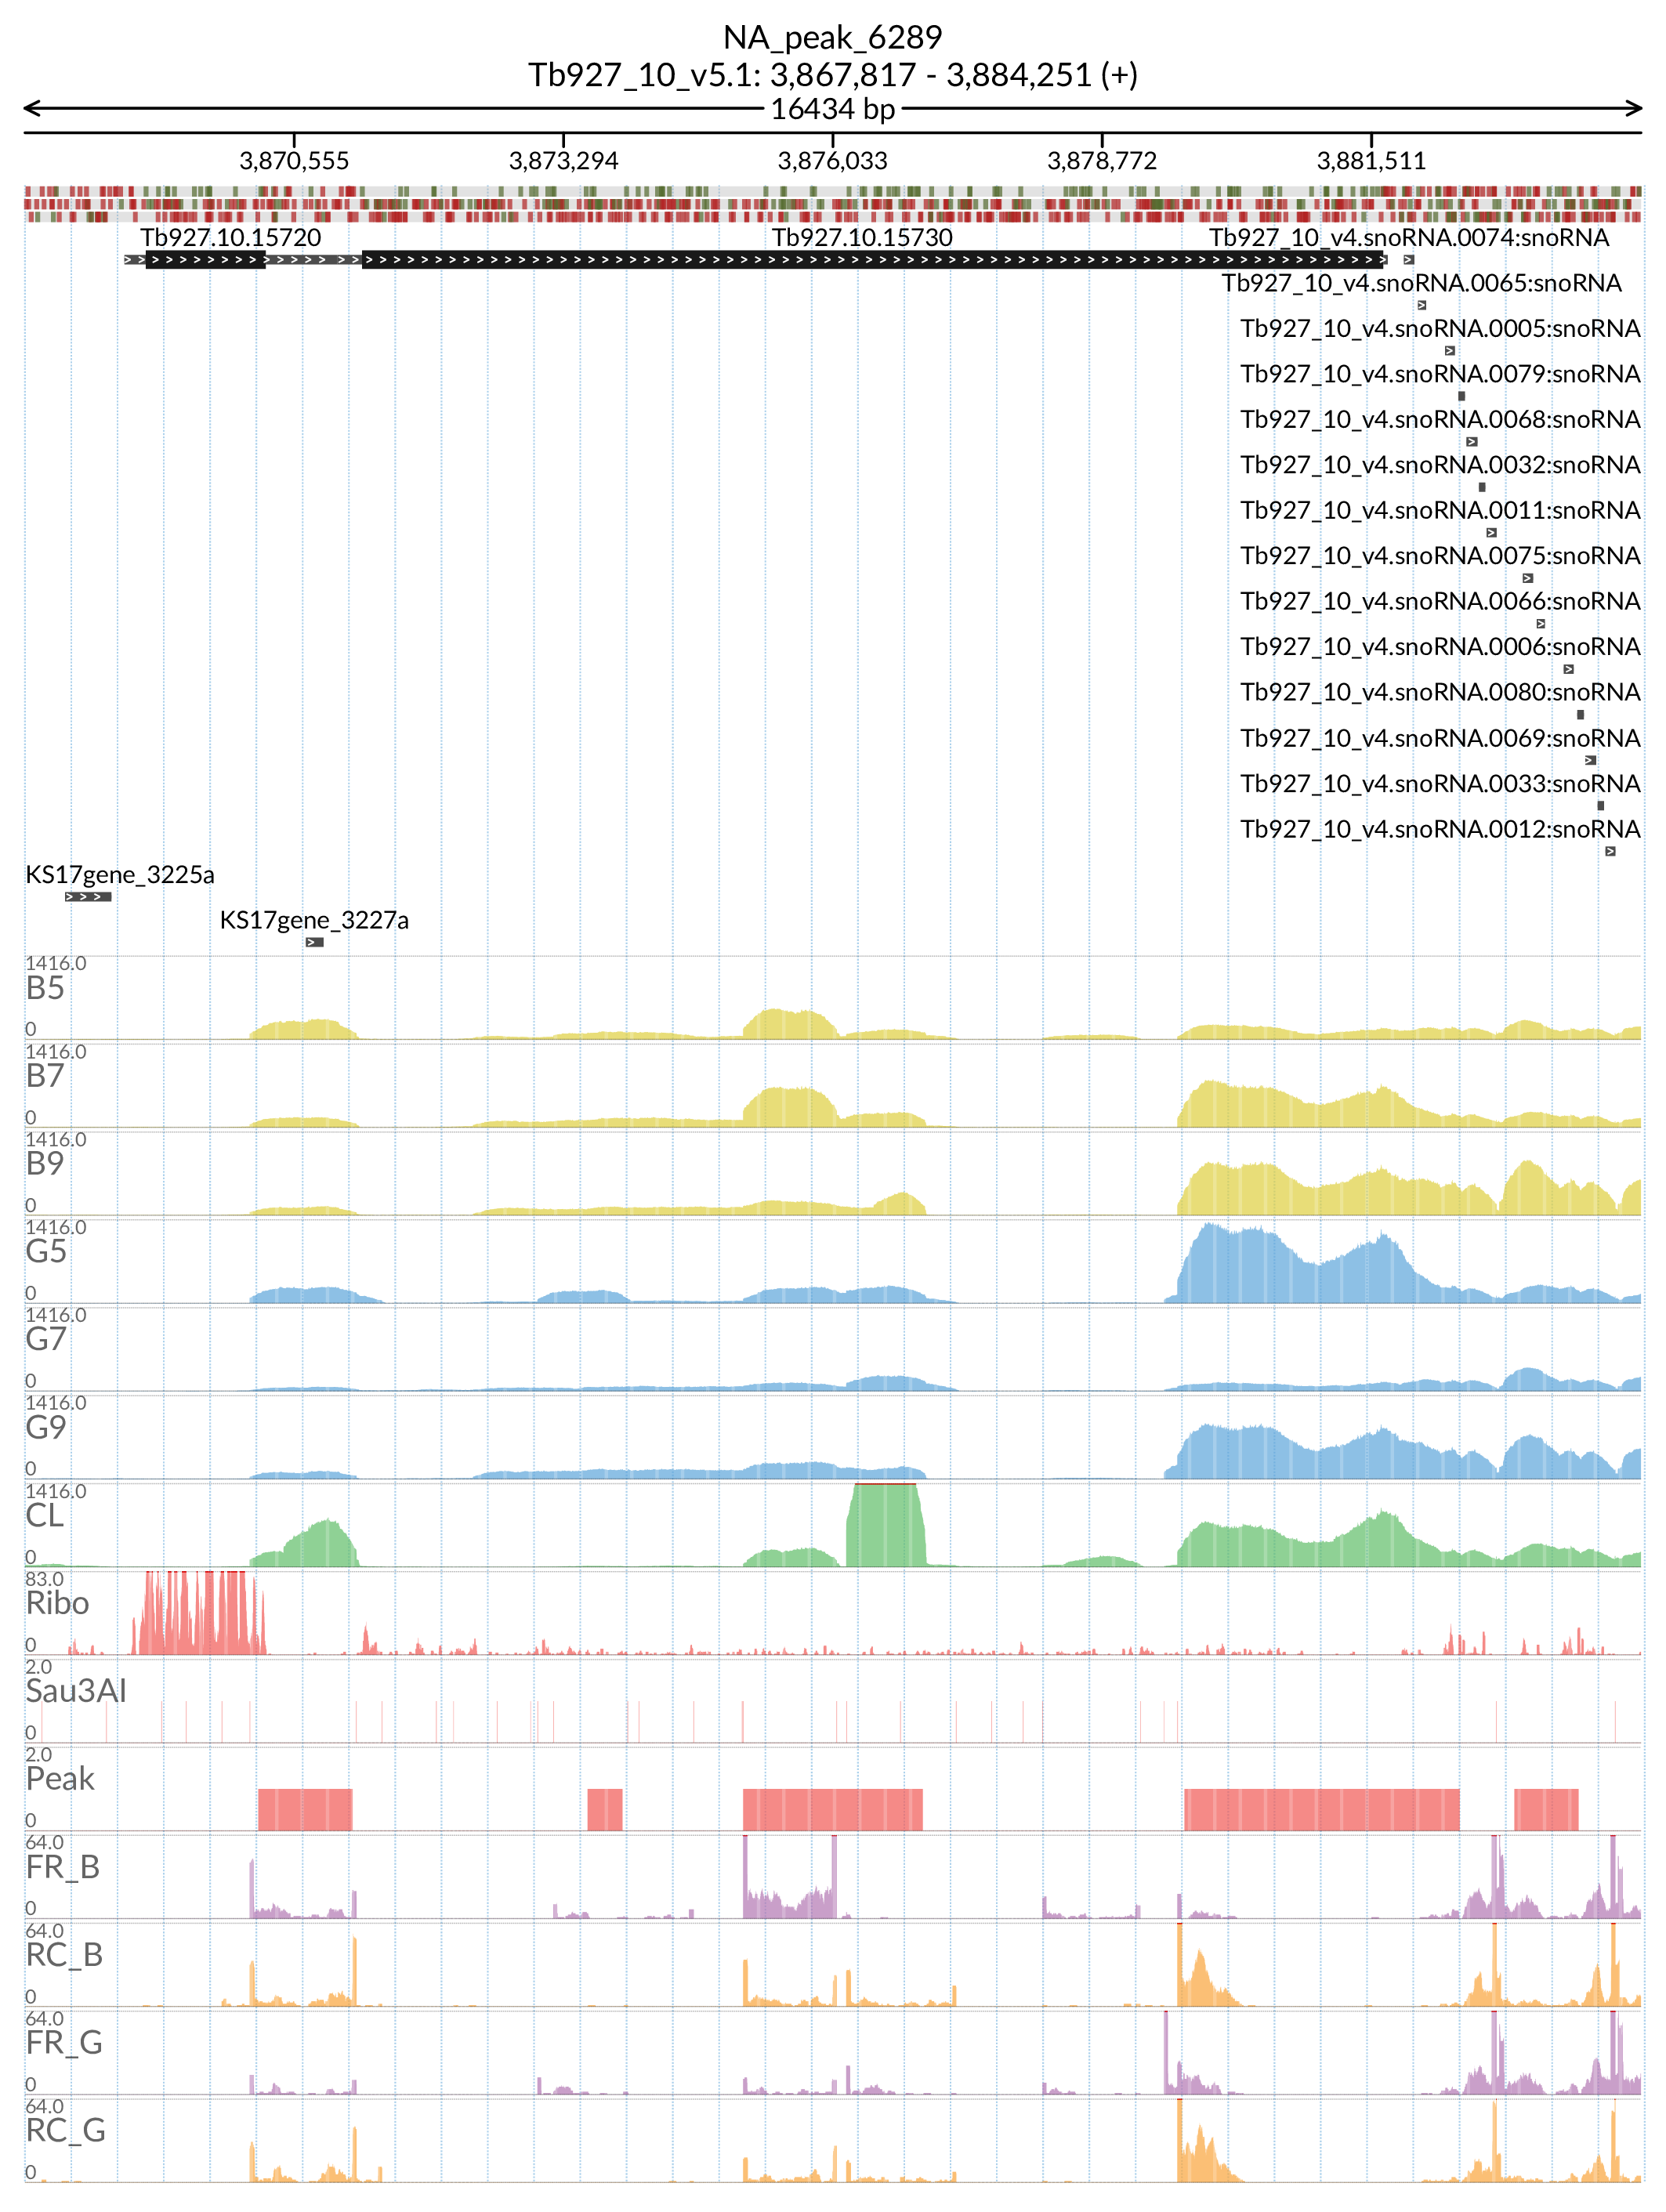 NA_peak_6289
Tb927_10_v5.1: 3,867,817 - 3,884,251 (+)
16434 bp
3,870,555 3,873,294 3,876,033 3,878,772 3,881,511
Tb927.10.15720 Tb927.10.15730 Tb927_10_v4.snoRNA.0074:snoRNA
Tb927_10_v4.snoRNA.0065:snoRNA
Tb927_10_v4.snoRNA.0005:snoRNA
Tb927_10_v4.snoRNA.0079:snoRNA
Tb927_10_v4.snoRNA.0068:snoRNA
Tb927_10_v4.snoRNA.0032:snoRNA
Tb927_10_v4.snoRNA.0011:snoRNA
Tb927_10_v4.snoRNA.0075:snoRNA
Tb927_10_v4.snoRNA.0066:snoRNA
Tb927_10_v4.snoRNA.0006:snoRNA
Tb927_10_v4.snoRNA.0080:snoRNA
Tb927_10_v4.snoRNA.0069:snoRNA
Tb927_10_v4.snoRNA.0033:snoRNA
Tb927_10_v4.snoRNA.0012:snoRNA
KS17gene_3225a
KS17gene_3227a
1416.0
B5
0
1416.0
B7
0
1416.0
B9
0
1416.0
G5
0
1416.0
G7
0
1416.0
G9
0
1416.0
CL
0
83.0
Ribo
0
2.0
Sau3AI
0
2.0
Peak
0
64.0
FR_B
0
64.0
RC_B
0
64.0
FR_G
0
64.0
RC_G
0